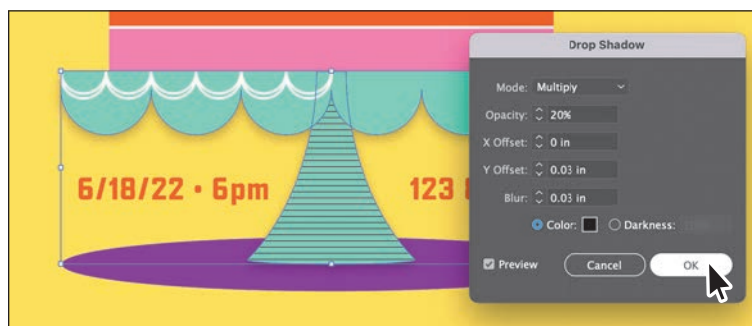 Drop Shadow
Mode: Multiply
Opacity: 20%
X Offset: 0 in
Y Offset: 0.03 in
Blur: 0.03 in
Color: Darkness:
Preview Cancel OK
6/18/22 • 6pm 123